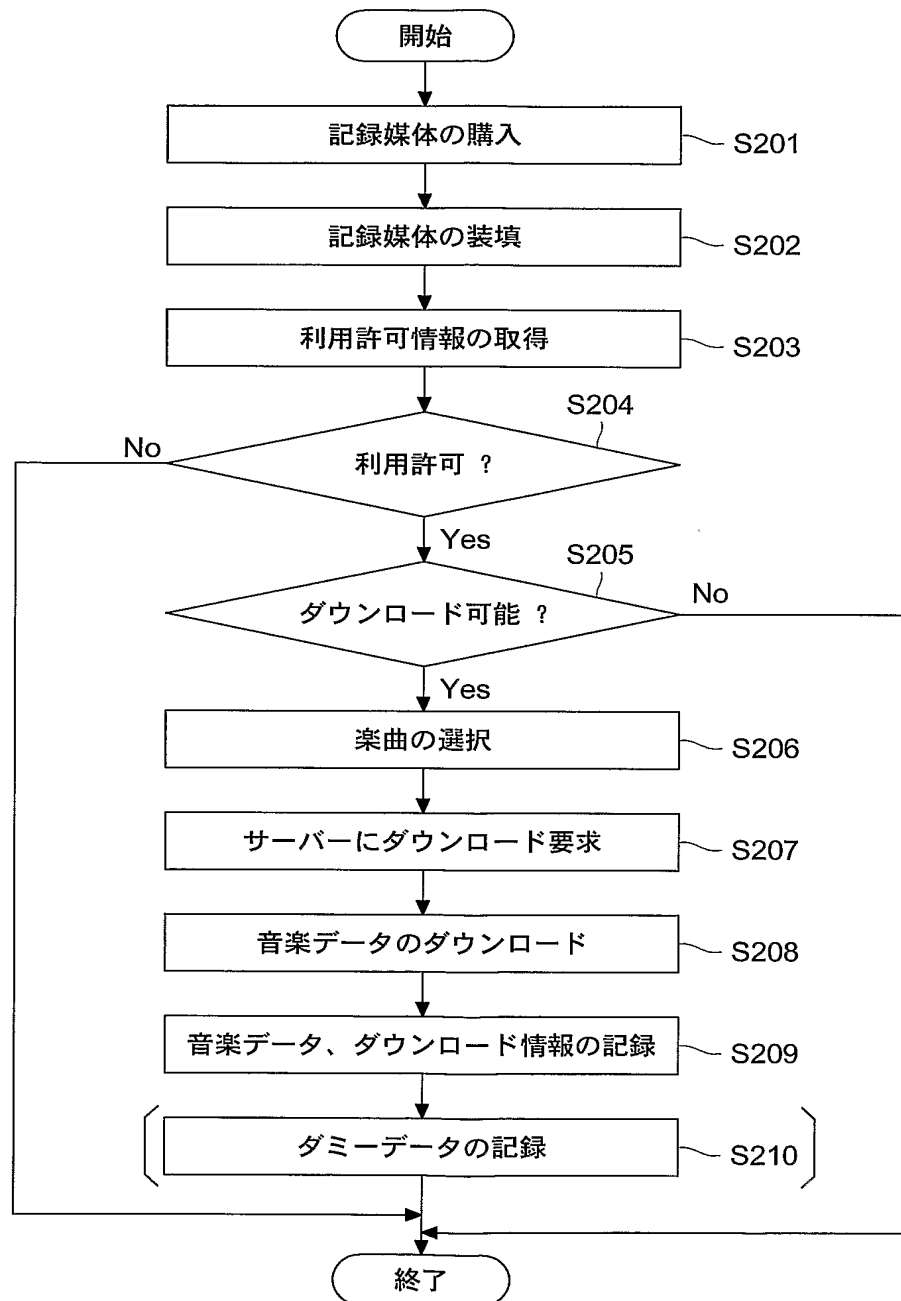 開始
記録媒体の購入
S201
記録媒体の装填
S202
利用許可情報の取得
S203
S204
No
利用許可 ?
Yes
S205
No
ダウンロード可能 ?
Yes
楽曲の選択
S206
サーバーにダウンロード要求
S207
音楽データのダウンロード
S208
音楽データ、ダウンロード情報の記録
S209
ダミーデータの記録
S210
終了